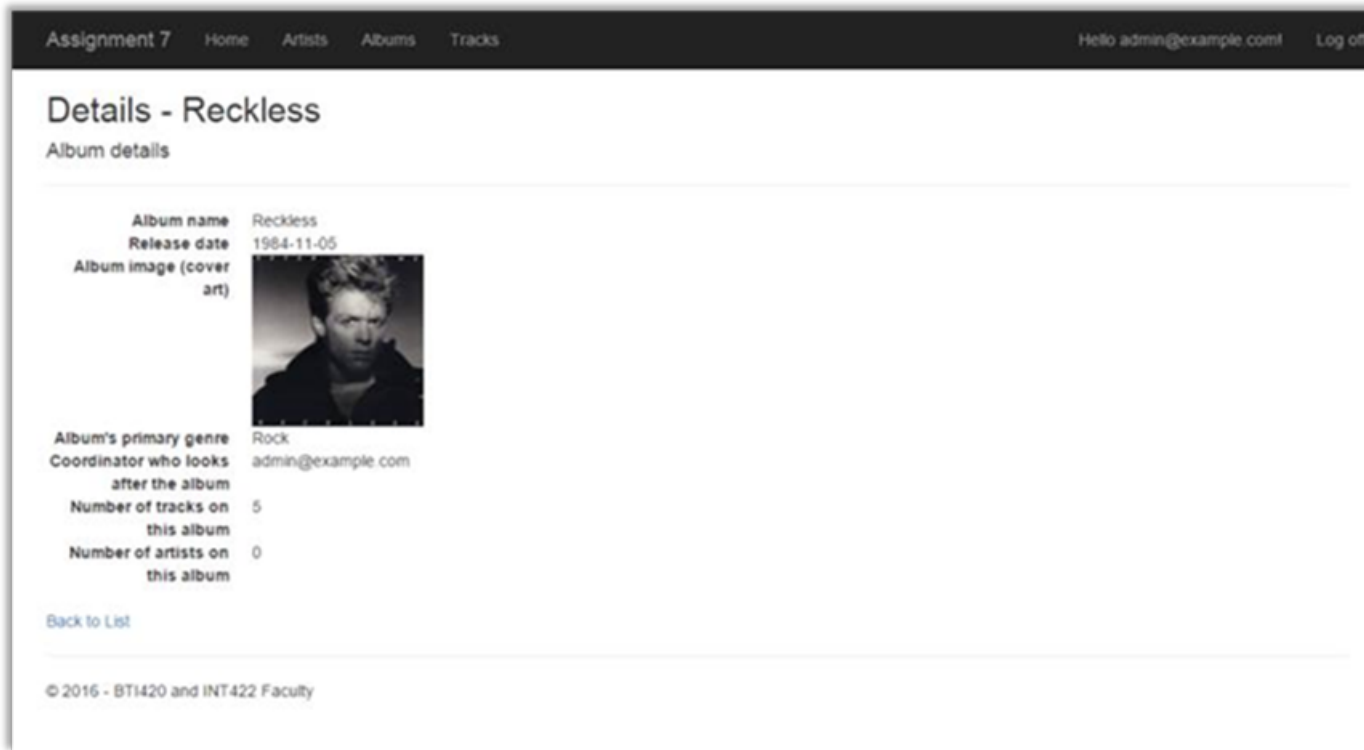 Assignment 7 Home Artists Albums Tracks Hello admin@example.com! Log off
Details - Reckless
Album details
Album name Reckless
Release date 1984-11-05
Album image (cover
art)
Album's primary genre Rock
Coordinator who looks admin@example.com
after the album
Number of tracks on 5
this album
Number of artists on 0
this album
Back to List
© 2016 - BTI420 and INT422 Faculty